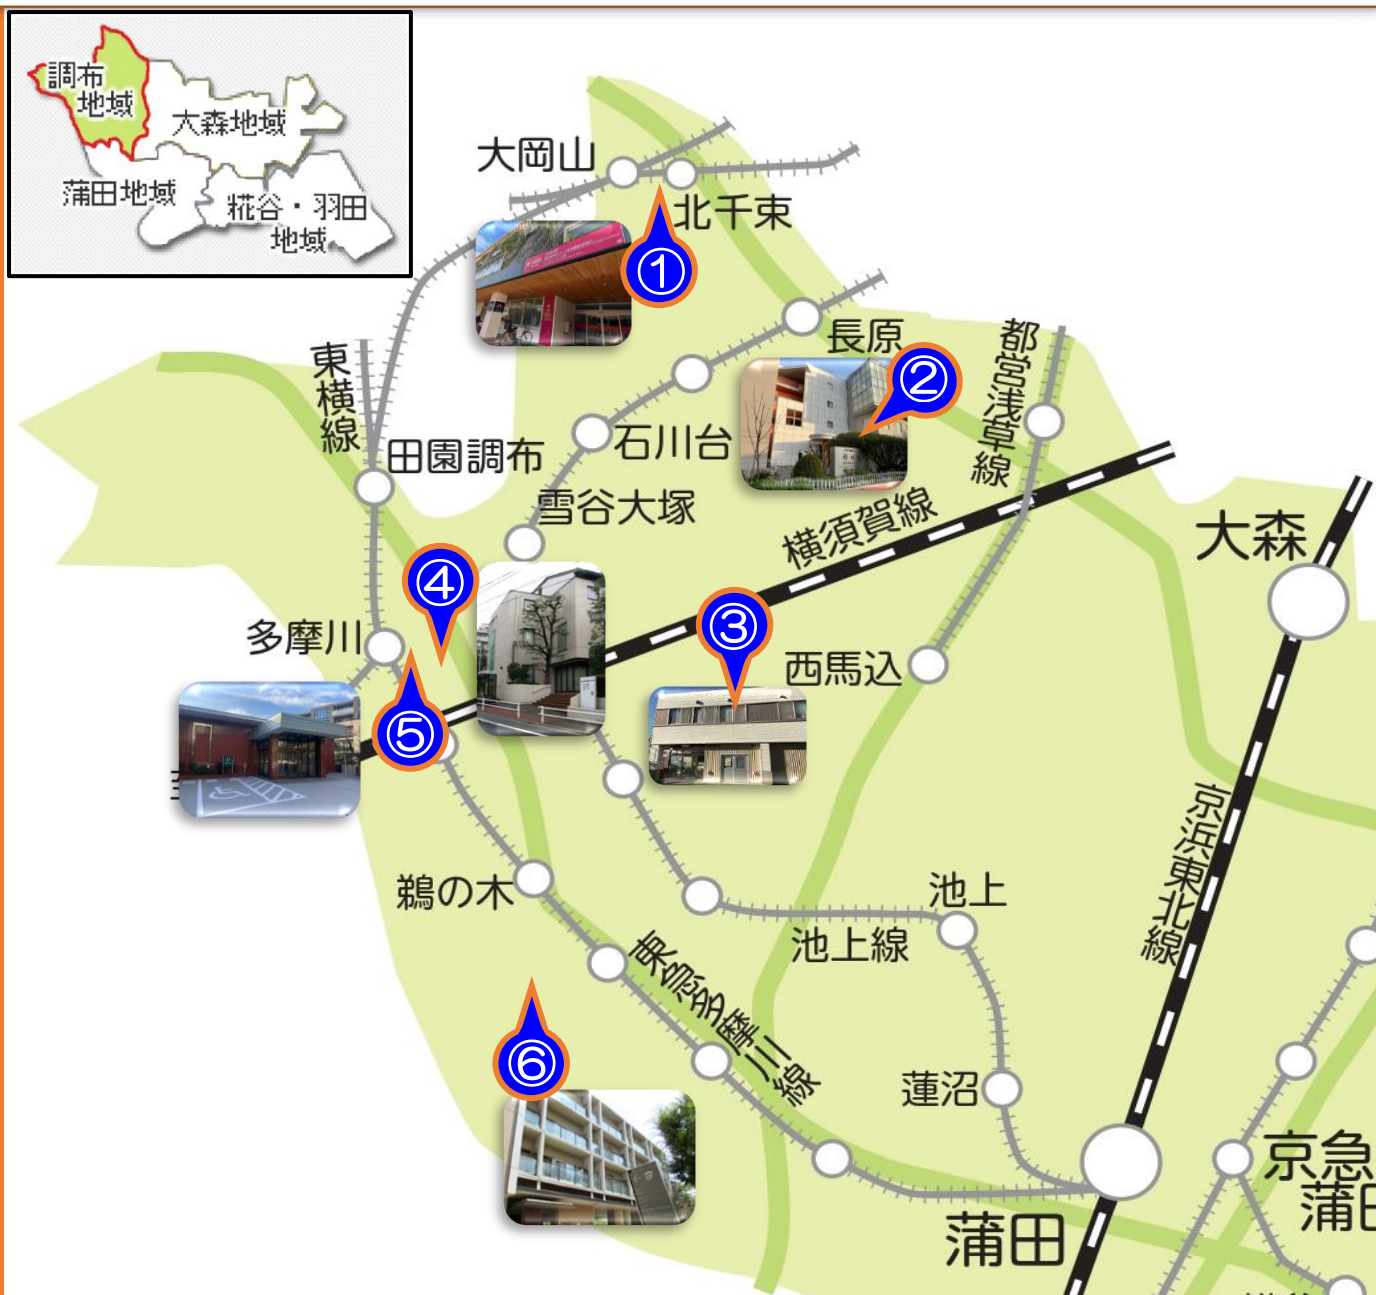 調布
地域
大森地域
蒲田地域
糀谷・羽田
地域
大岡山
北千束
①
長原
②
都営浅草線
東横線
田園調布
石川台
雪谷大塚
横須賀線
大森
④
③
多摩川
西馬込
⑤
京浜東北線
鵜の木
池上
池上線
東急多摩川線
⑥
蓮沼
京急
蒲田
蒲田